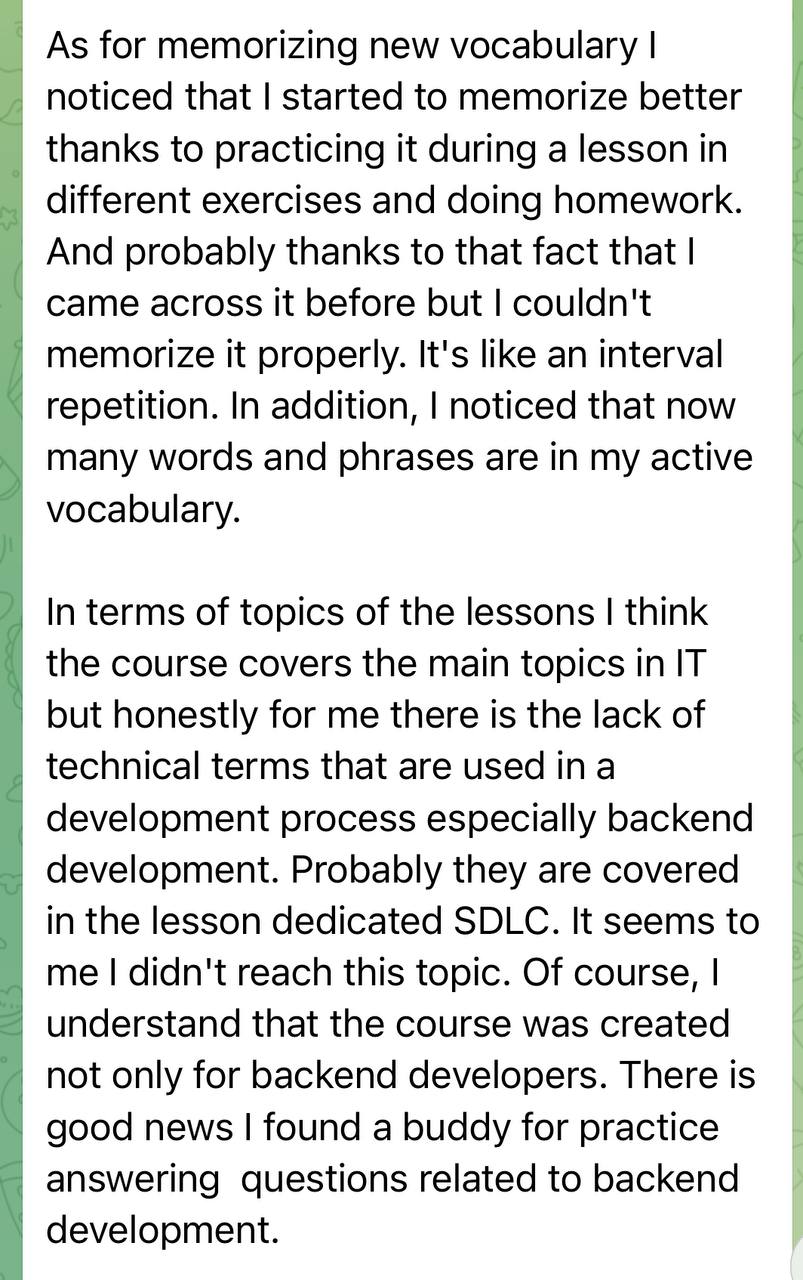 As for memorizing new vocabulary I
noticed that I started to memorize better
thanks to practicing it during a lesson in
different exercises and doing homework.
And probably thanks to that fact that I
came across it before but I couldn't
memorize it properly. It's like an interval
repetition. In addition, I noticed that now
many words and phrases are in my active
vocabulary.

In terms of topics of the lessons I think
the course covers the main topics in IT
but honestly for me there is the lack of
technical terms that are used in a
development process especially backend
development. Probably they are covered
in the lesson dedicated SDLC. It seems to
me I didn't reach this topic. Of course, I
understand that the course was created
not only for backend developers. There is
good news I found a buddy for practice
answering  questions related to backend
development.